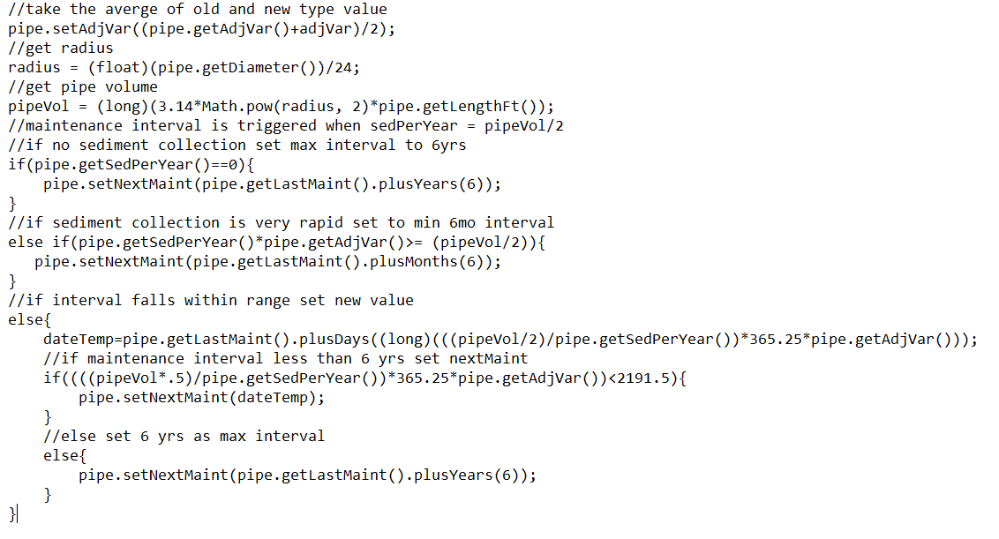 //take the averge of old and new type value
pipe.setAdjVar((pipe.getAdjVar()+adjVar)/2);
//get radius
radius = (float)(pipe.getDiameter())/24;
//get pipe volume
pipeVol = (long)(3.14*Math.pow(radius, 2)*pipe.getLengthFt());
//maintenance interval is triggered when sedPerYear = pipeVol/2
//if no sediment collection set max interval to 6yrs
if(pipe.getSedPerYear()==0){
    pipe.setNextMaint(pipe.getLastMaint().plusYears(6));
}
//if sediment collection is very rapid set to min 6mo interval
else if(pipe.getSedPerYear()*pipe.getAdjVar()>= (pipeVol/2)){
   pipe.setNextMaint(pipe.getLastMaint().plusMonths(6));
}
//if interval falls within range set new value
else{
    dateTemp=pipe.getLastMaint().plusDays((long)(((pipeVol/2)/pipe.getSedPerYear())*365.25*pipe.getAdjVar()));
    //if maintenance interval less than 6 yrs set nextMaint
    if((((pipeVol*.5)/pipe.getSedPerYear())*365.25*pipe.getAdjVar())<2191.5){
        pipe.setNextMaint(dateTemp);
    }
    //else set 6 yrs as max interval
    else{
        pipe.setNextMaint(pipe.getLastMaint().plusYears(6));
    }
}